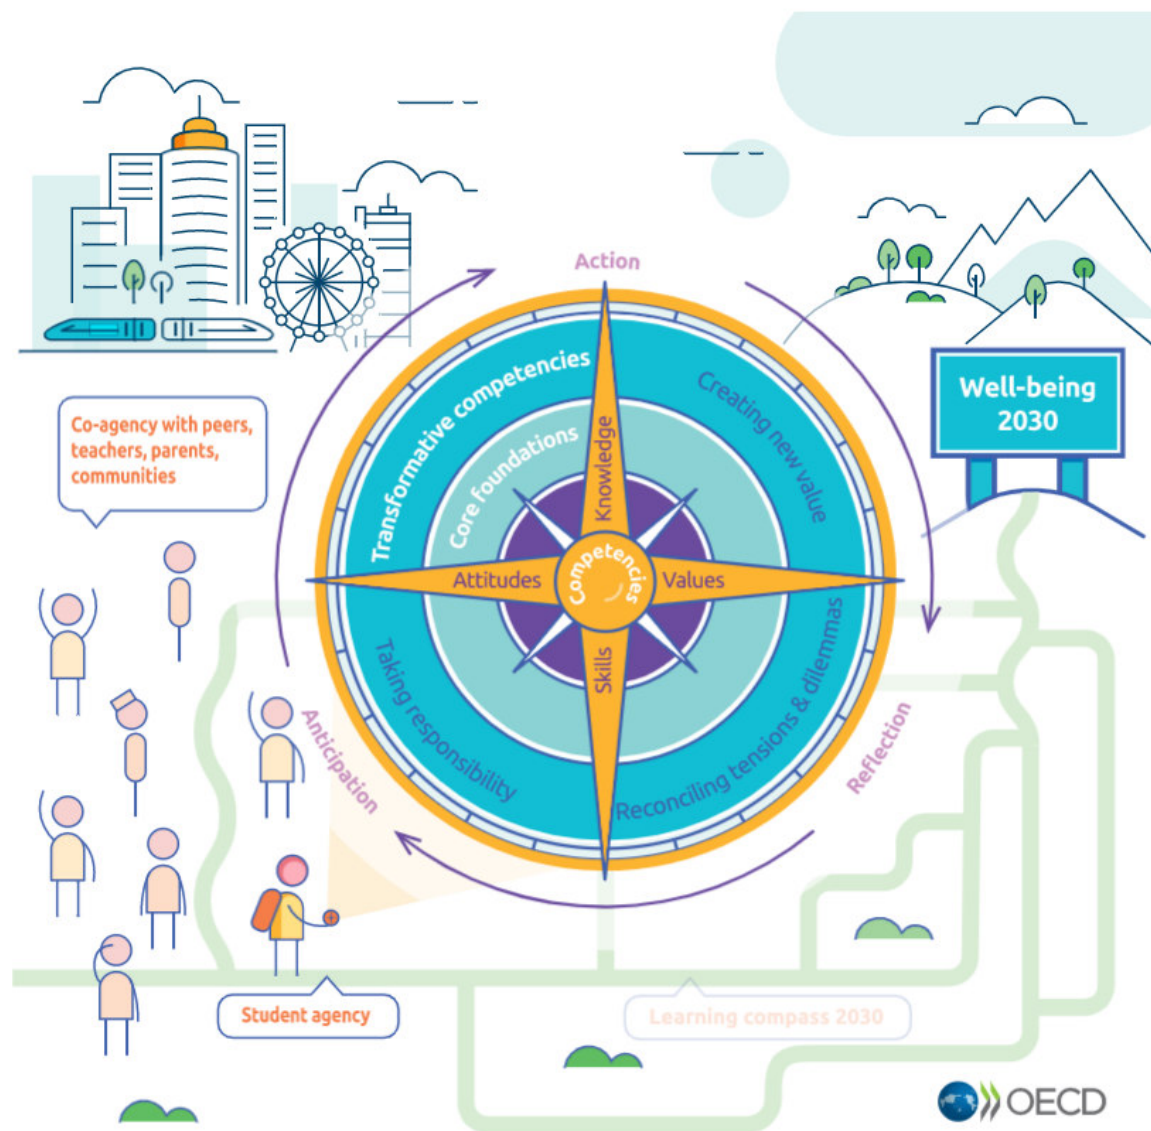 Action
Transformative competencies
Creating new value
Core foundations
Knowledge
Attitudes
Competencies
Values
Skills
Taking responsibility
Reconciling tensions & dilemmas
Anticipation
Reflection
Well-being
2030
Co-agency with peers,
teachers, parents,
communities
Student agency
Learning compass 2030
OECD